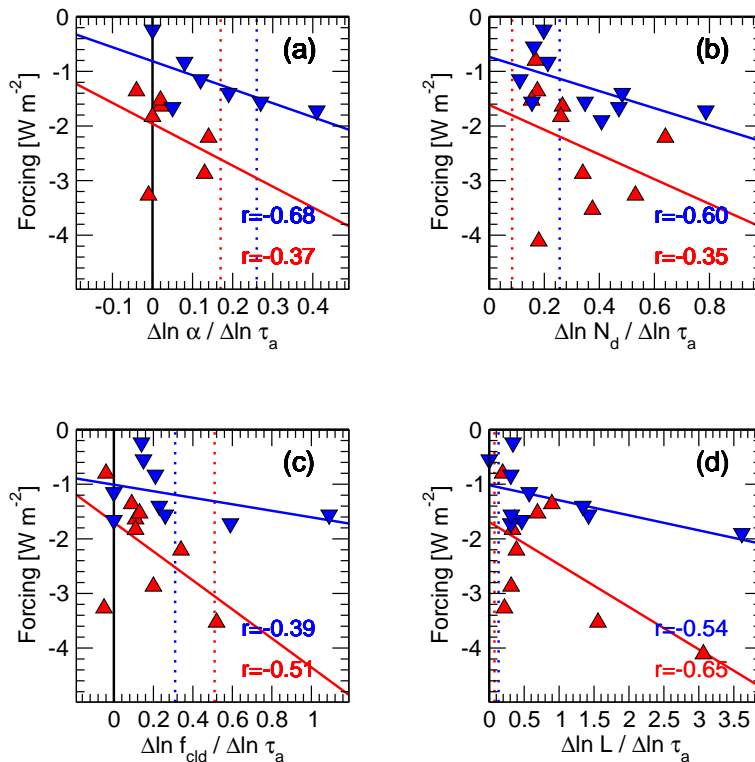 (a)
Forcing [W m-2]
0
-1
-2
-3
-4
r=-0.68
r=-0.37
-0.1 0 0.1 0.2 0.3 0.4
Δln α / Δln τa
(b)
Forcing [W m-2]
0
-1
-2
-3
-4
r=-0.60
r=-0.35
0 0.2 0.4 0.6 0.8
Δln Nd / Δln τa
(c)
Forcing [W m-2]
0
-1
-2
-3
-4
r=-0.39
r=-0.51
0 0.2 0.4 0.6 0.8 1
Δln fcld / Δln τa
(d)
Forcing [W m-2]
0
-1
-2
-3
-4
r=-0.54
r=-0.65
0 0.5 1 1.5 2 2.5 3 3.5
Δln L / Δln τa